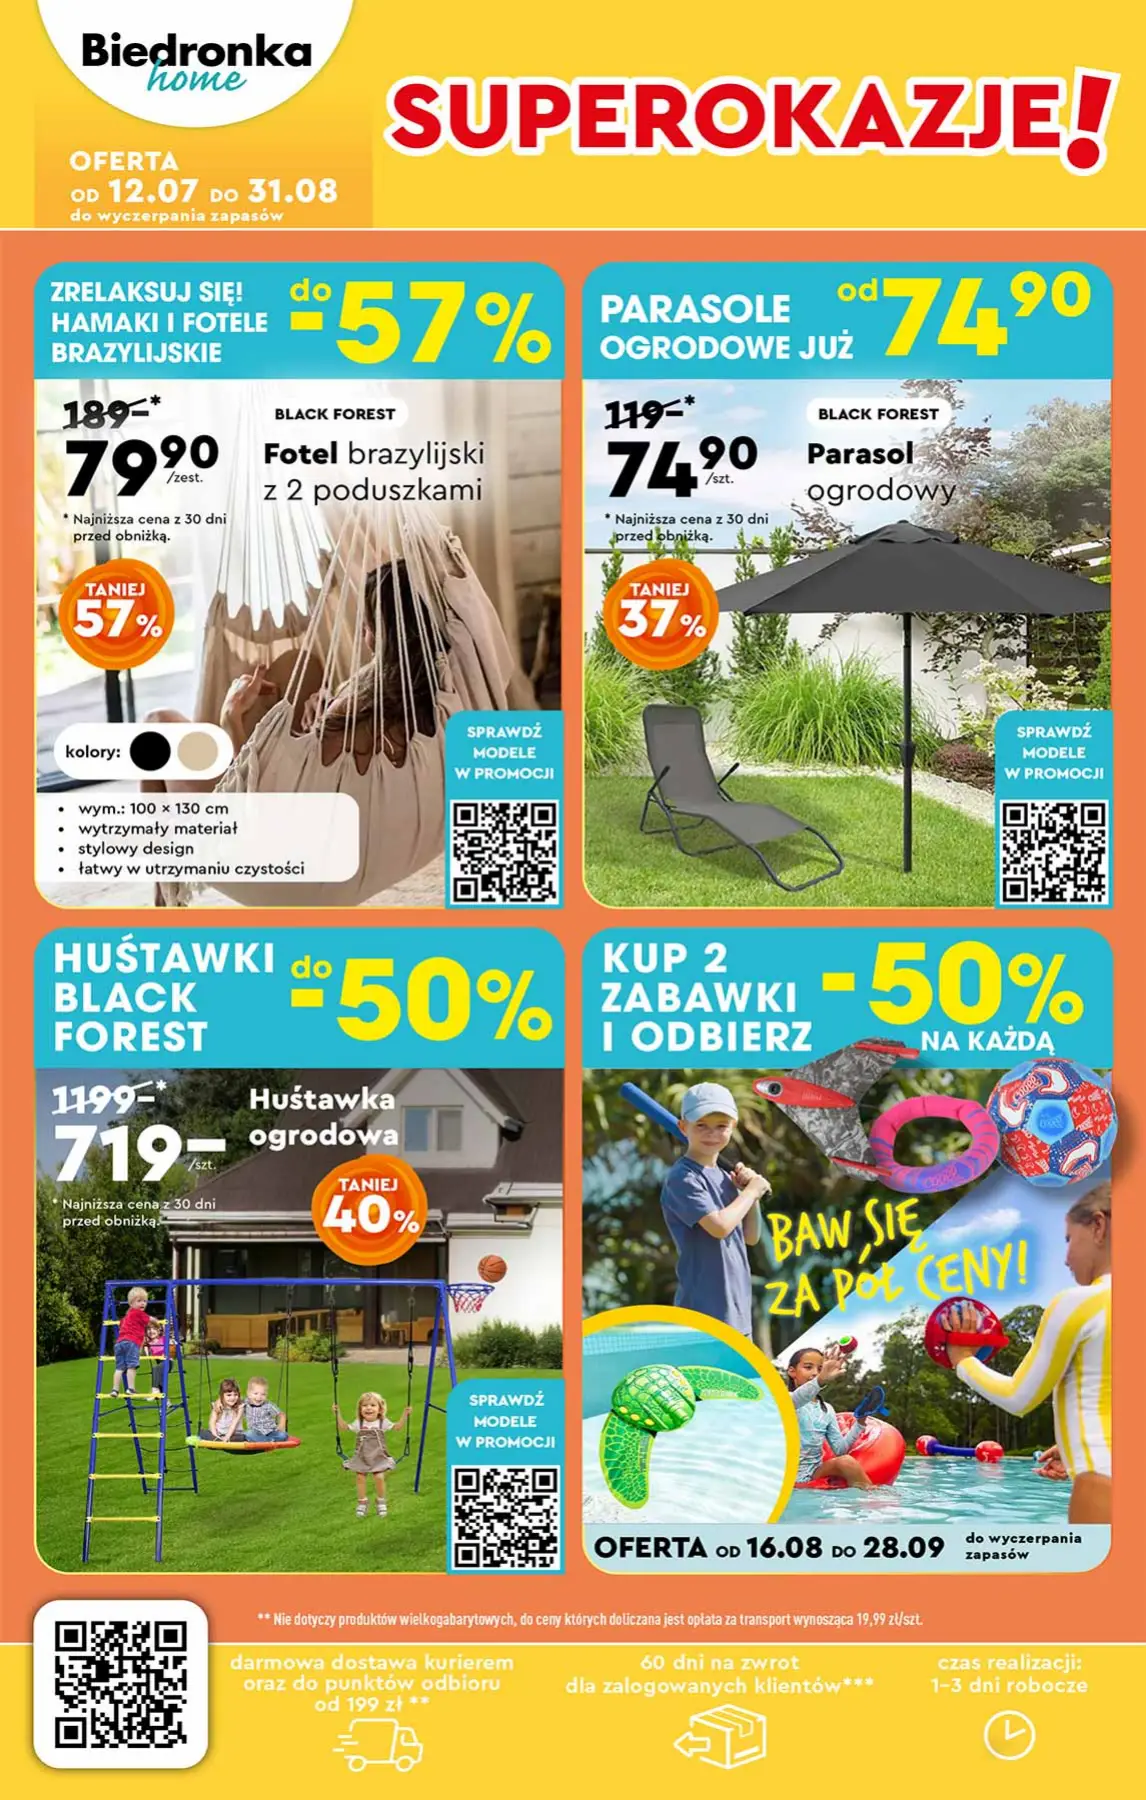 Biedronka
home
SUPEROKAZJE!
OFERTA
OD 12.07 DO 31.08
do wyczerpania zapasów
ZRELAKSUJ SIĘ!
HAMAKI I FOTELE
BRAZYLIJSKIE
do
-57%
189-*
79 90
/zest.
* Najniższa cena z 30 dni
przed obniżką.
BLACK FOREST
Fotel brazylijski
z 2 poduszkami
TANIEJ
57%
kolory:
• wym.: 100 × 130 cm
• wytrzymały materiał
• stylowy design
• łatwy w utrzymaniu czystości
SPRAWDŹ
MODELE
W PROMOCJI
PARASOLE
OGRODOWE JUŻ
od 74 90
119-*
74 90
/szt.
* Najniższa cena z 30 dni
przed obniżką.
BLACK FOREST
Parasol
ogrodowy
TANIEJ
37%
SPRAWDŹ
MODELE
W PROMOCJI
HUŚTAWKI
BLACK
FOREST
do
-50%
1199-*
719-
/szt.
* Najniższa cena z 30 dni
przed obniżką.
Huśtawka
ogrodowa
TANIEJ
40%
SPRAWDŹ
MODELE
W PROMOCJI
KUP 2
ZABAWKI
I ODBIERZ
-50%
NA KAŻDĄ
BAW SIĘ
ZA PÓŁ CENY!
OFERTA OD 16.08 DO 28.09
do wyczerpania
zapasów
** Nie dotyczy produktów wielkogabarytowych, do ceny których doliczana jest opłata za transport wynosząca 19,99 zł/szt.
darmowa dostawa kurierem
oraz do punktów odbioru
od 199 zł **
60 dni na zwrot
dla zalogowanych klientów***
czas realizacji:
1-3 dni robocze